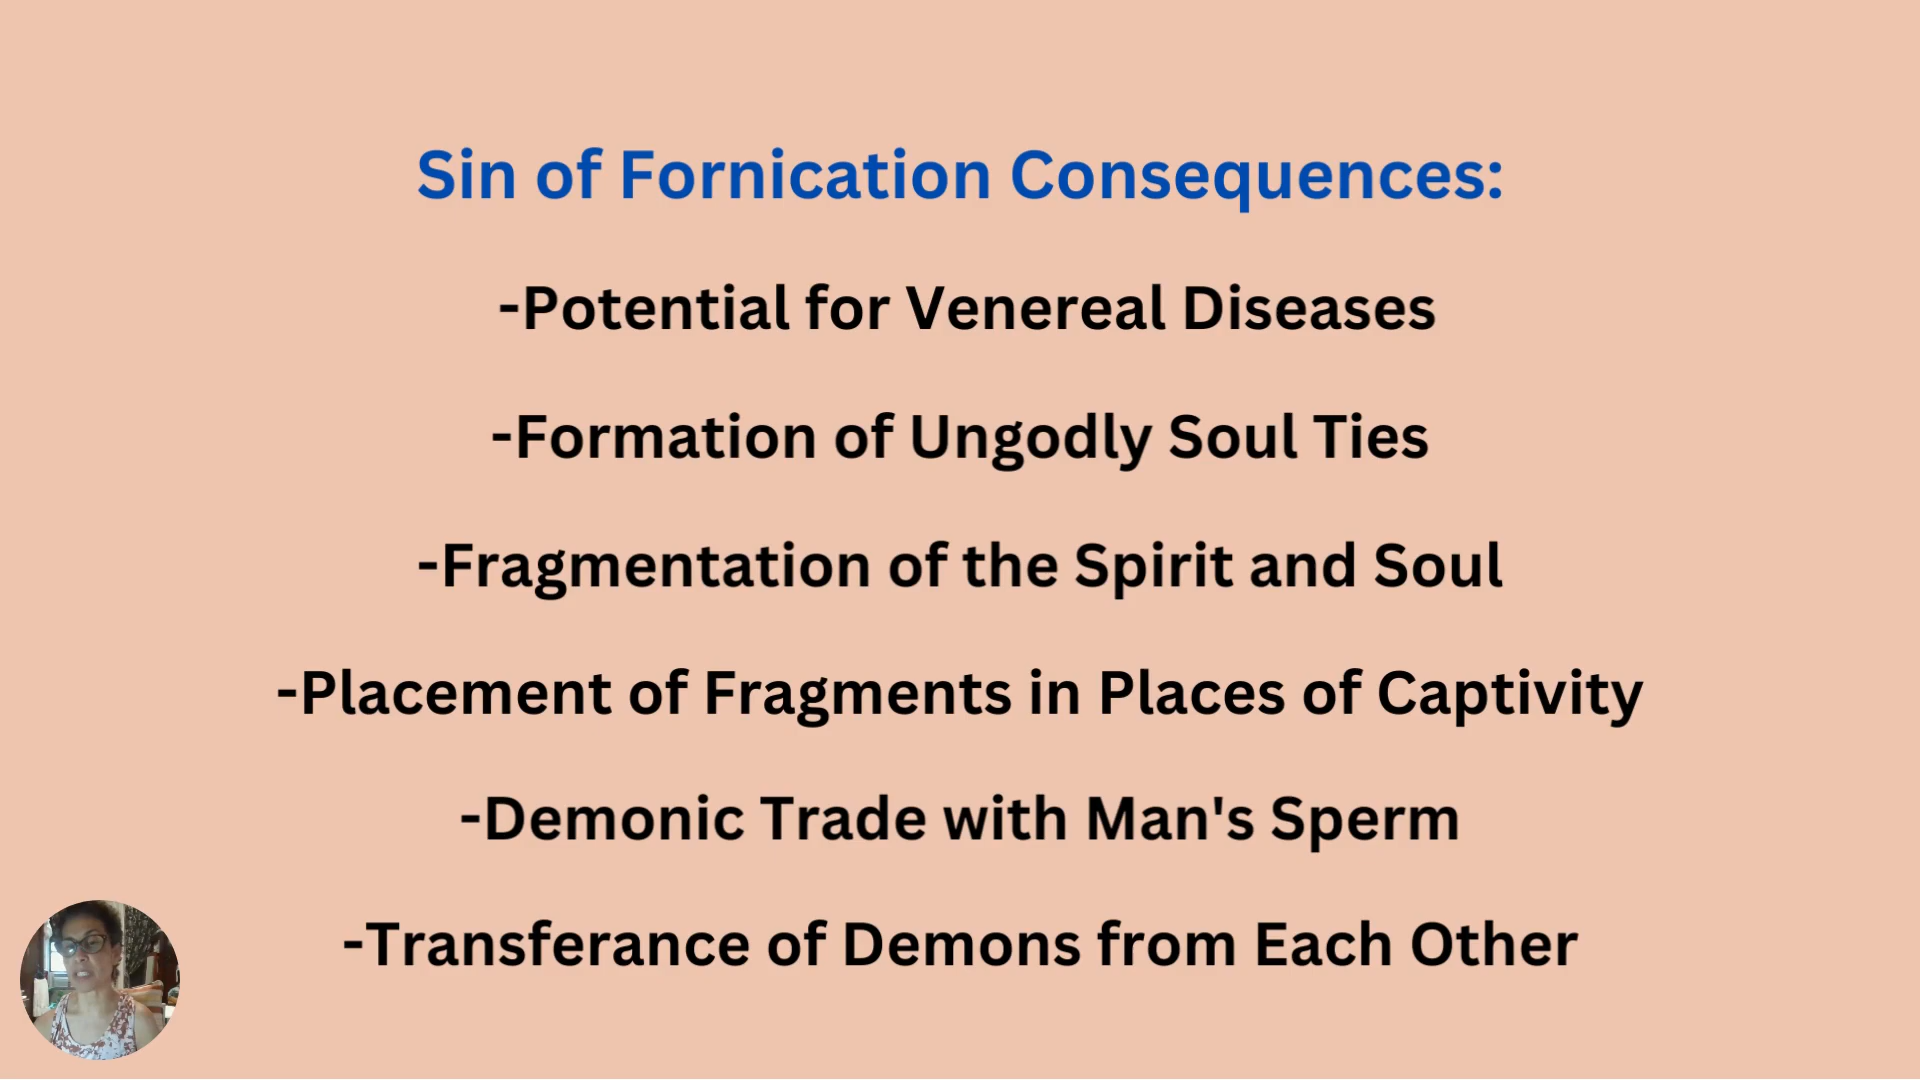 Sin of Fornication Consequences:
-Potential for Venereal Diseases
-Formation of Ungodly Soul Ties
-Fragmentation of the Spirit and Soul
-Placement of Fragments in Places of Captivity
-Demonic Trade with Man's Sperm
-Transferance of Demons from Each Other